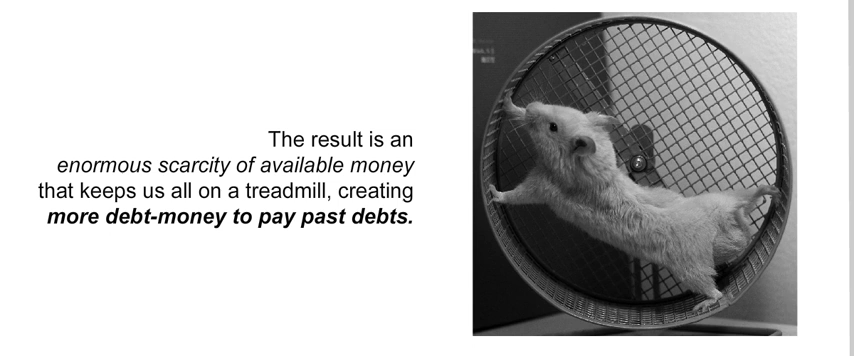 The result is an
enormous scarcity of available money
that keeps us all on a treadmill, creating
more debt-money to pay past debts.